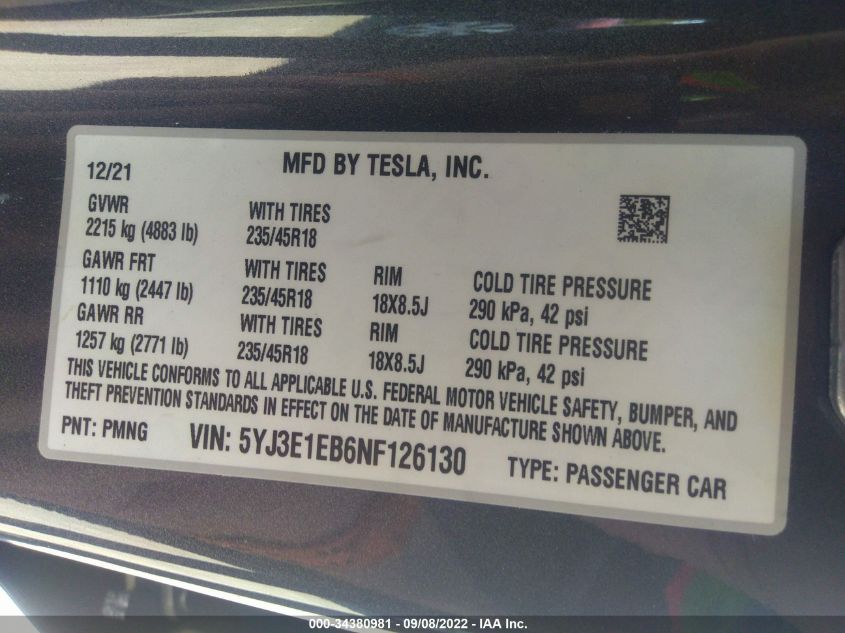 12/21 MFD BY TESLA, INC.
GVWR
2215 kg (4883 lb)
WITH TIRES
235/45R18
GAWR FRT
1110 kg (2447 lb)
WITH TIRES
235/45R18
RIM
18X8.5J
COLD TIRE PRESSURE
290 kPa, 42 psi
GAWR RR
1257 kg (2771 lb)
WITH TIRES
235/45R18
RIM
18X8.5J
COLD TIRE PRESSURE
290 kPa, 42 psi
THIS VEHICLE CONFORMS TO ALL APPLICABLE U.S. FEDERAL MOTOR VEHICLE SAFETY, BUMPER, AND
THEFT PREVENTION STANDARDS IN EFFECT ON THE DATE OF MANUFACTURE SHOWN ABOVE.
PNT: PMNG VIN: 5YJ3E1EB6NF126130 TYPE: PASSENGER CAR
000-34380981 - 09/08/2022 - IAA Inc.